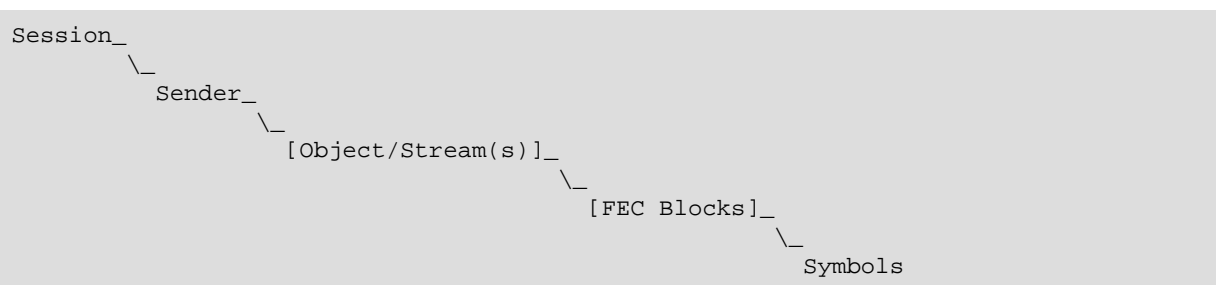 Session_
\_
Sender_
\_
[Object/Stream(s)]_
\_
[FEC Blocks]_
\_
Symbols